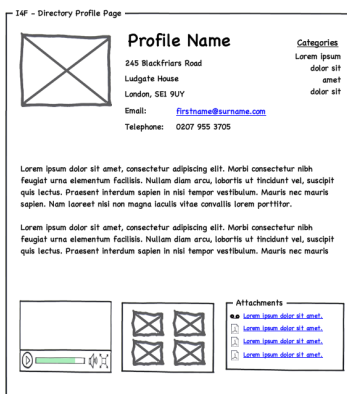 I4F - Directory Profile Page
Profile Name
245 Blackfriars Road
Ludgate House
London, SE1 9UY
Email: firstname@surname.com
Telephone: 0207 955 3705
Categories
Lorem ipsum
dolor sit
amet
dolor sit
Lorem ipsum dolor sit amet, consectetur adipiscing elit. Morbi consectetur nibh
feugiat urna elementum facilisis. Nullam diam arcu, lobortis ut tincidunt vel, suscipit
quis lectus. Praesent interdum sapien in nisi tempor vestibulum. Mauris nec mauris
sapien. Nam laoreet nisi non magna iaculis vitae convallis lorem porttitor.
Lorem ipsum dolor sit amet, consectetur adipiscing elit. Morbi consectetur nibh
feugiat urna elementum facilisis. Nullam diam arcu, lobortis ut tincidunt vel, suscipit
quis lectus. Praesent interdum sapien in nisi tempor vestibulum. Mauris nec mauris
Attachments
Lorem ipsum dolor sit amet.
Lorem ipsum dolor sit amet.
Lorem ipsum dolor sit amet.
Lorem ipsum dolor sit amet.